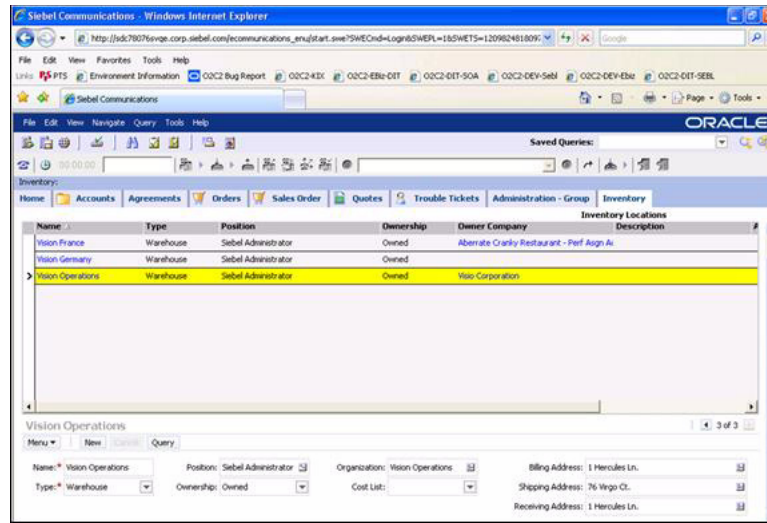 Siebel Communications - Windows Internet Explorer
http://sdc78076svqe.corp.siebel.com/ecommunications_enu/start.swe?SWECmd=Login&SWEPL=1&SWETS=1209824818092
Google
File Edit View Favorites Tools Help
Links PTS Environment Information O2C2 Bug Report O2C2-KIX O2C2-EBiz-DIT O2C2-DIT-SOA O2C2-DEV-Sebl O2C2-DEV-Ebiz O2C2-DIT-SEBL
Siebel Communications Page Tools
File Edit View Navigate Query Tools Help ORACLE
Saved Queries:
00:00:00
Inventory:
Home Accounts Agreements Orders Sales Order Quotes Trouble Tickets Administration - Group Inventory
Inventory Locations
Name Type Position Ownership Owner Company Description
Vision France Warehouse Siebel Administrator Owned Aberrate Cranky Restaurant - Perf Asgn Ac
Vision Germany Warehouse Siebel Administrator Owned
Vision Operations Warehouse Siebel Administrator Owned Visio Corporation
Vision Operations 3 of 3
Menu New Cancel Query
Name:* Vision Operations Position: Siebel Administrator Organization: Vision Operations Billing Address: 1 Hercules Ln.
Type:* Warehouse Ownership: Owned Cost List: Shipping Address: 76 Virgo Ct.
Receiving Address: 1 Hercules Ln.